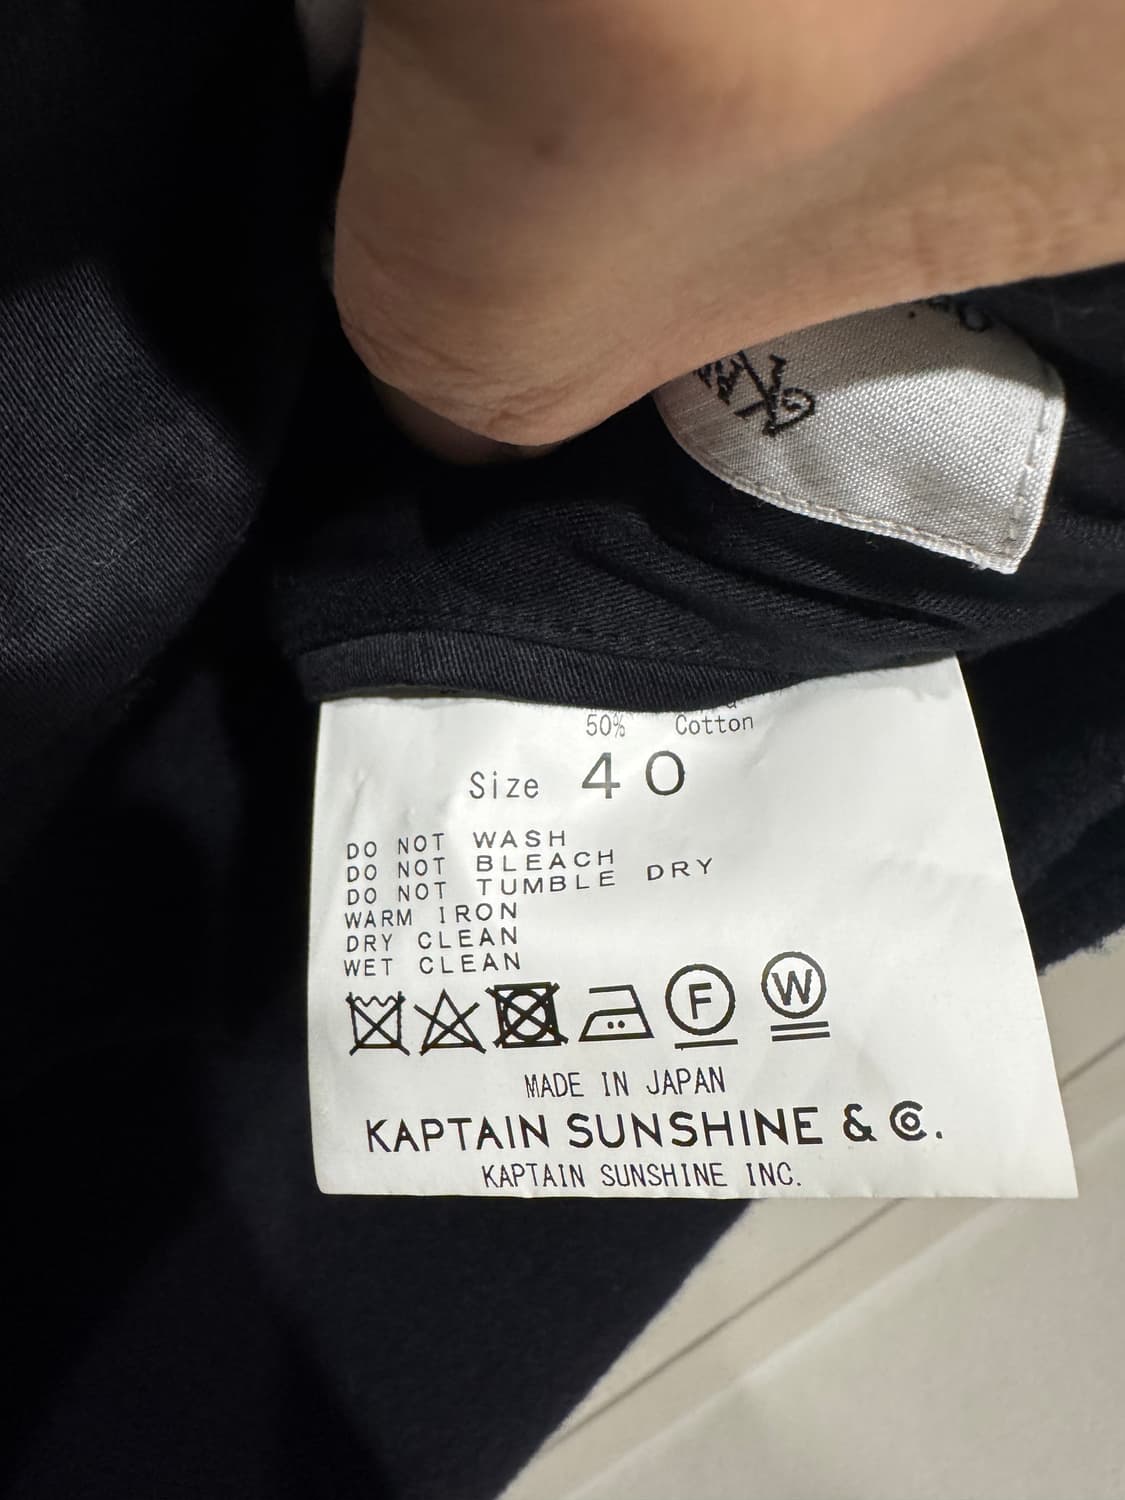 50% Cotton
Size 40
DO NOT WASH
DO NOT BLEACH
DO NOT TUMBLE DRY
WARM IRON
DRY CLEAN
WET CLEAN
F W
MADE IN JAPAN
KAPTAIN SUNSHINE & Co.
KAPTAIN SUNSHINE INC.